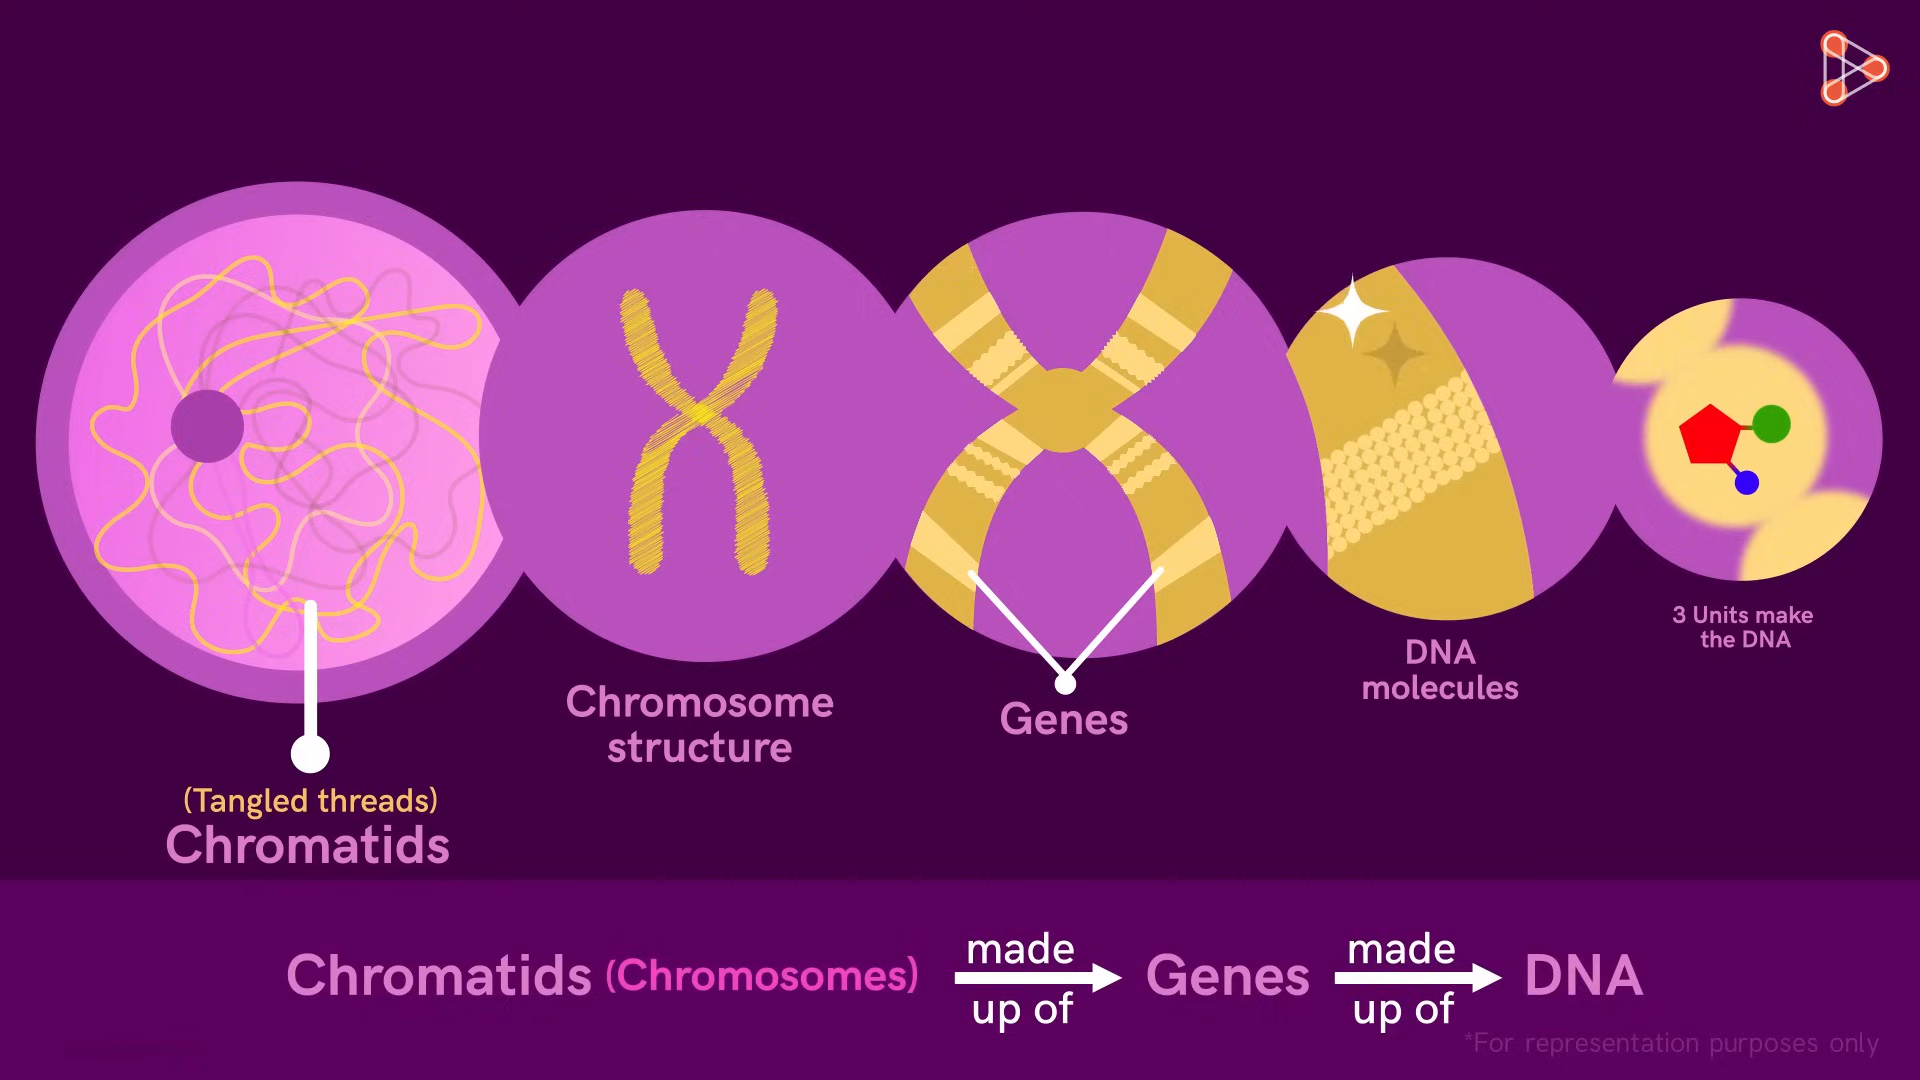 (Tangled threads)
Chromatids
Chromosome
structure
Genes
DNA
molecules
3 Units make
the DNA
Chromatids (Chromosomes) made up of Genes made up of DNA
*For representation purposes only